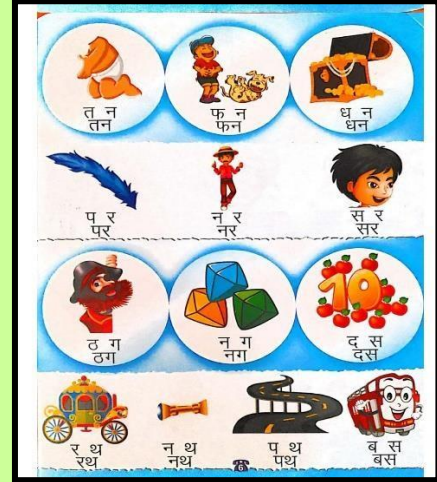 त न फ न ध न
तन फन धन
प र न र स र
पर नर सर
ठ ग न ग द स
ठग नग दस
र थ न थ प थ ब स
रथ नथ पथ बस